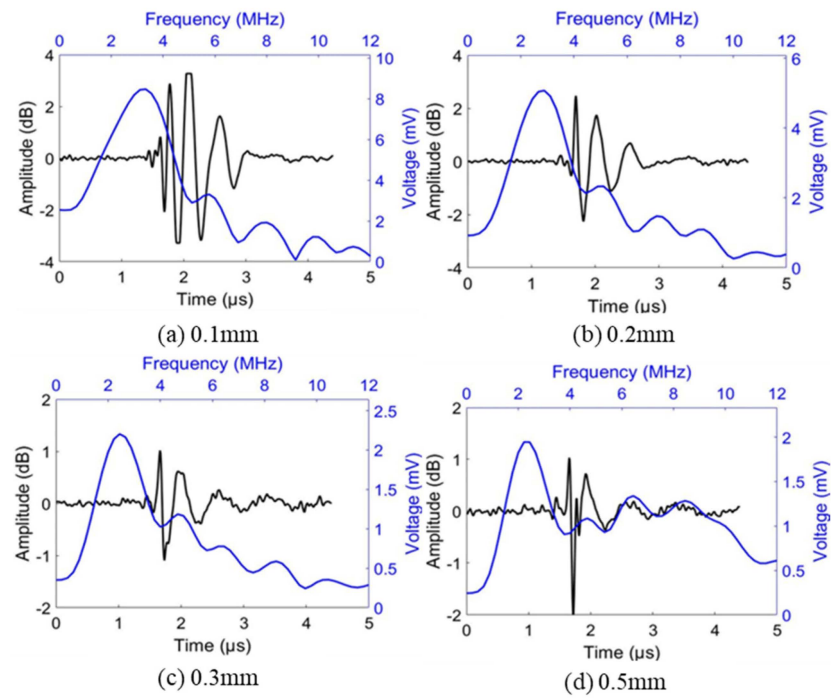 Frequency (MHz)
0 2 4 6 8 10 12
4 2 0 -2 -4
Amplitude (dB)
10 8 6 4 2 0
Voltage (mV)
0 1 2 3 4 5
Time (µs)
(a) 0.1mm
Frequency (MHz)
0 2 4 6 8 10 12
4 2 0 -2 -4
Amplitude (dB)
6 4 2 0
Voltage (mV)
0 1 2 3 4 5
Time (µs)
(b) 0.2mm
Frequency (MHz)
0 2 4 6 8 10 12
2 1 0 -1 -2
Amplitude (dB)
2.5 2 1.5 1 0.5 0
Voltage (mV)
0 1 2 3 4 5
Time (µs)
(c) 0.3mm
Frequency (MHz)
0 2 4 6 8 10 12
2 1 0 -1 -2
Amplitude (dB)
2 1.5 1 0.5 0
Voltage (mV)
0 1 2 3 4 5
Time (µs)
(d) 0.5mm